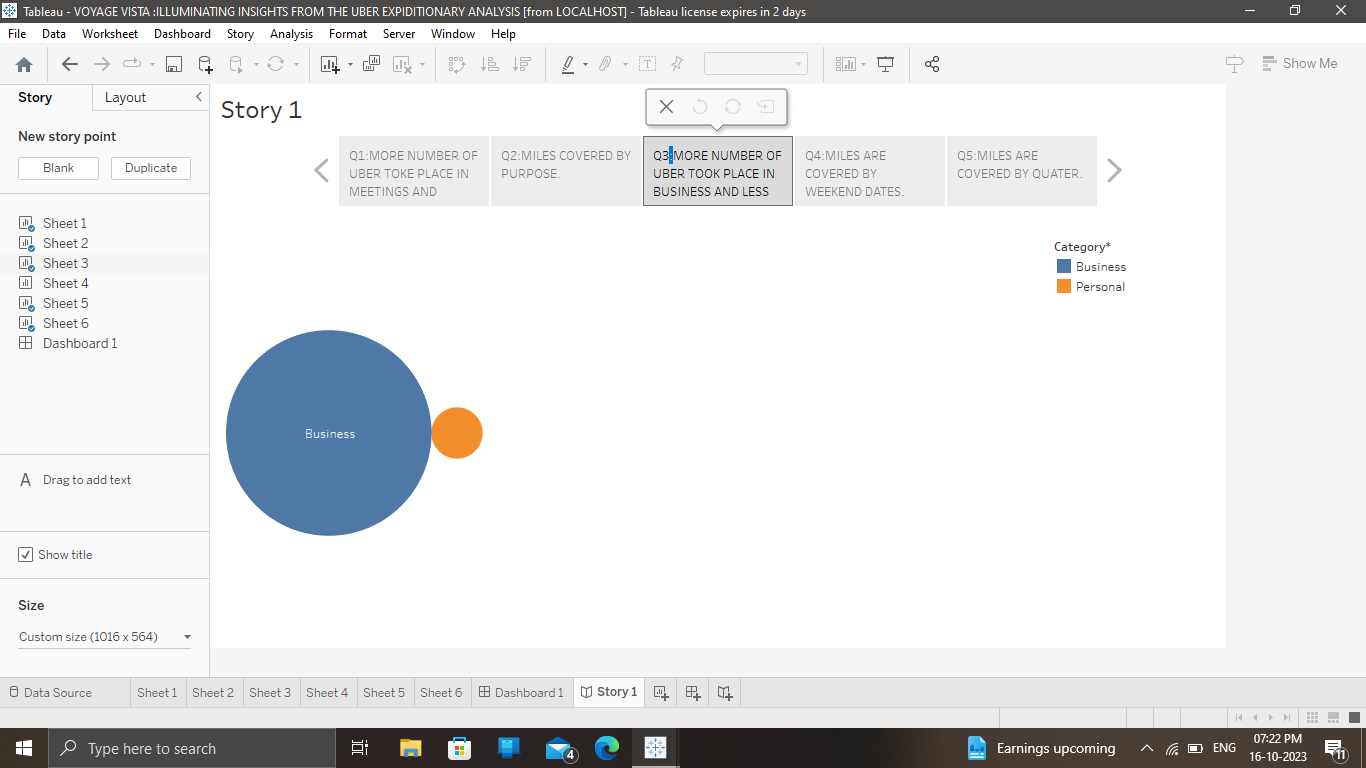 Tableau - VOYAGE VISTA :ILLUMINATING INSIGHTS FROM THE UBER EXPIDITIONARY ANALYSIS [from LOCALHOST] - Tableau license expires in 2 days
File Data Worksheet Dashboard Story Analysis Format Server Window Help
Show Me
Story Layout
New story point
Blank Duplicate
Sheet 1
Sheet 2
Sheet 3
Sheet 4
Sheet 5
Sheet 6
Dashboard 1
A Drag to add text
Show title
Size
Custom size (1016 x 564)
Story 1
Q1:MORE NUMBER OF
UBER TOKE PLACE IN
MEETINGS AND
Q2:MILES COVERED BY
PURPOSE.
Q3:MORE NUMBER OF
UBER TOOK PLACE IN
BUSINESS AND LESS
Q4:MILES ARE
COVERED BY
WEEKEND DATES.
Q5:MILES ARE
COVERED BY QUATER.
Category*
Business
Personal
Business
Data Source Sheet 1 Sheet 2 Sheet 3 Sheet 4 Sheet 5 Sheet 6 Dashboard 1 Story 1
Type here to search
4
Earnings upcoming
ENG
07:22 PM
16-10-2023
11